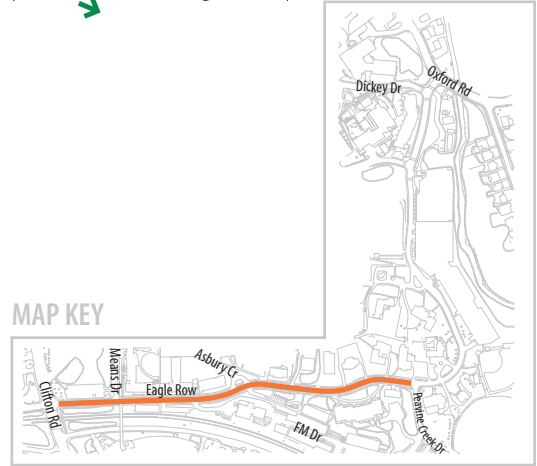 Dickey Dr
Oxford Rd
MAP KEY
Clifton Rd
Means Dr
Eagle Row
Asbury Cr
FM Dr
Peavine Creek Dr